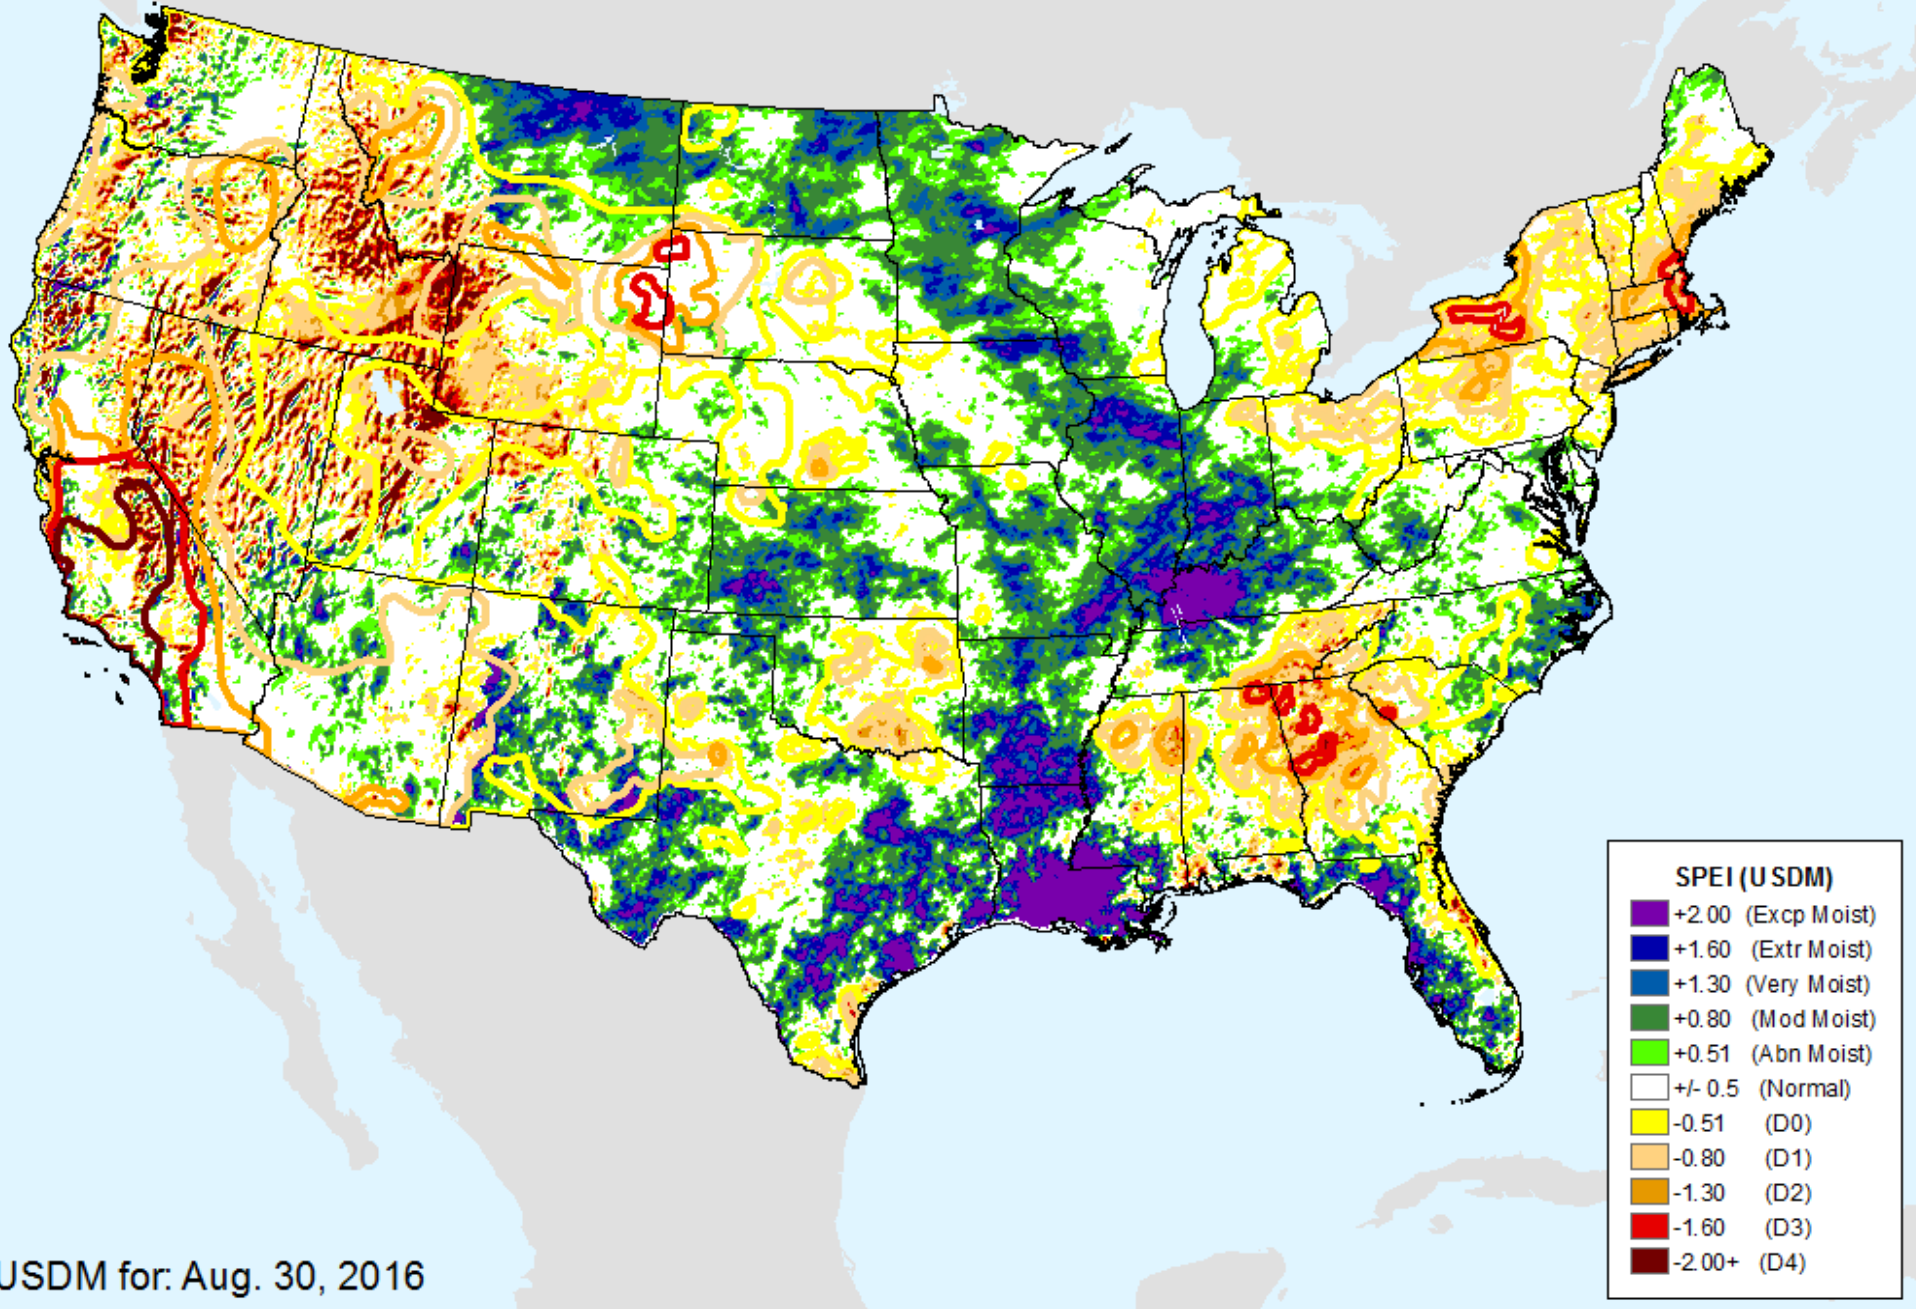 SPEI (USDM)
+2.00 (Excp Moist)
+1.60 (Extr Moist)
+1.30 (Very Moist)
+0.80 (Mod Moist)
+0.51 (Abn Moist)
+/- 0.5 (Normal)
-0.51 (D0)
-0.80 (D1)
-1.30 (D2)
-1.60 (D3)
-2.00+ (D4)
USDM for: Aug. 30, 2016